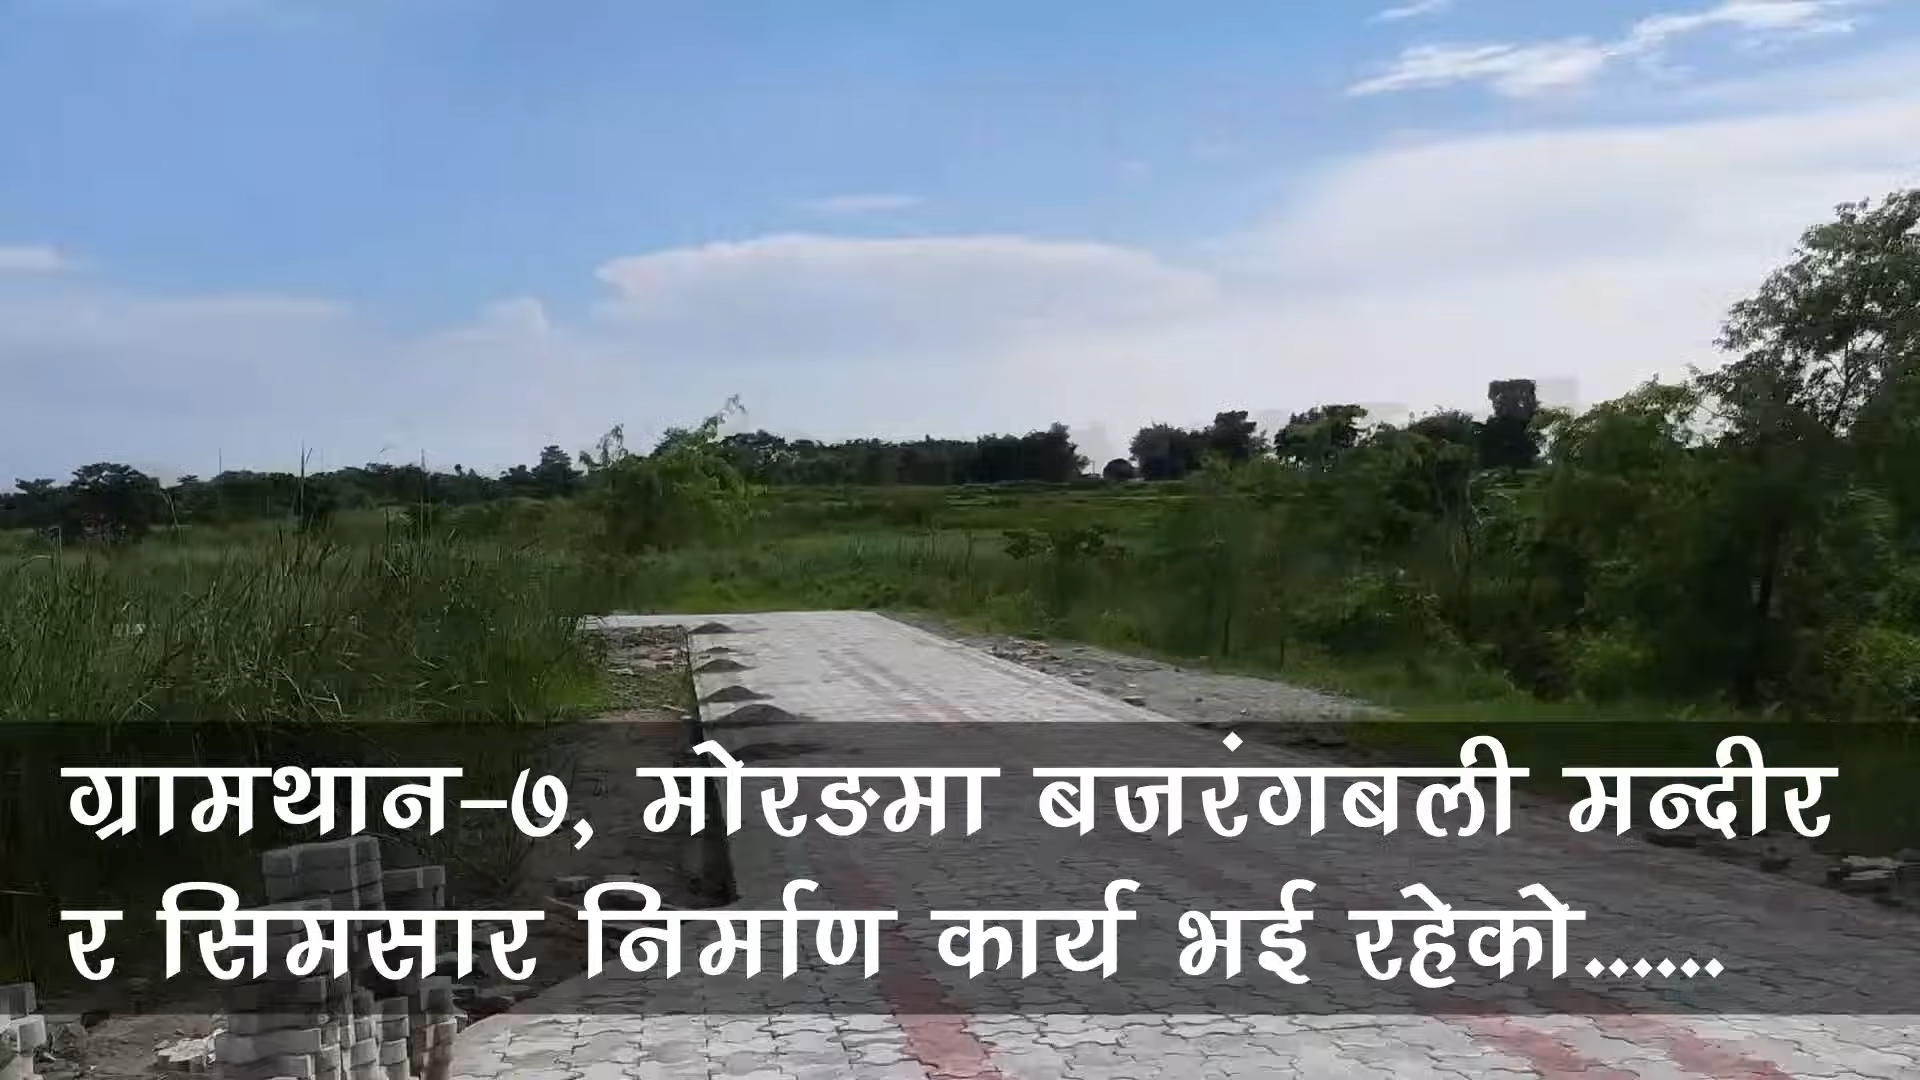 ग्रामथान-७, मोरङमा बजरंगबली मन्दीर
र सिमसार निर्माण कार्य भई रहेको......